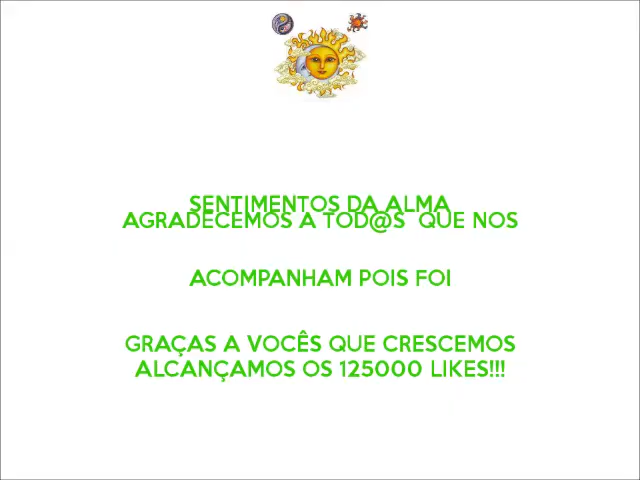 SENTIMENTOS DA ALMA
AGRADECEMOS A TOD@S QUE NOS
ACOMPANHAM POIS FOI
GRAÇAS A VOCÊS QUE CRESCEMOS
ALCANÇAMOS OS 125000 LIKES!!!